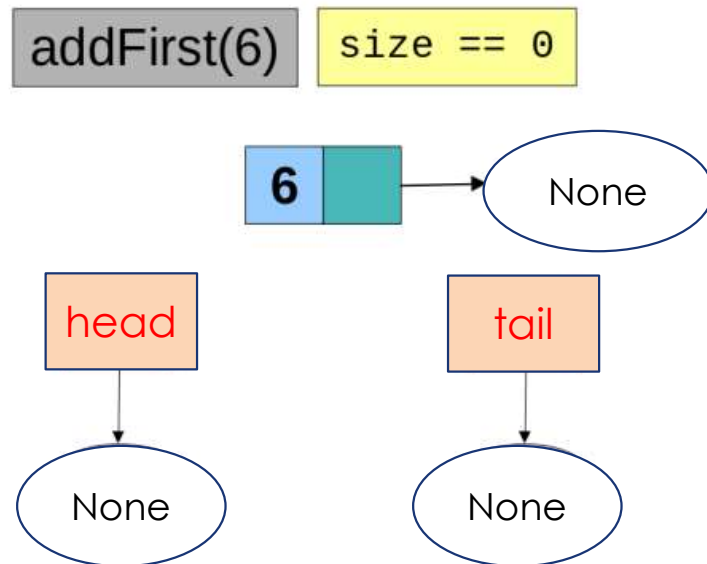 addFirst(6)
size == 0
6
None
head
tail
None
None